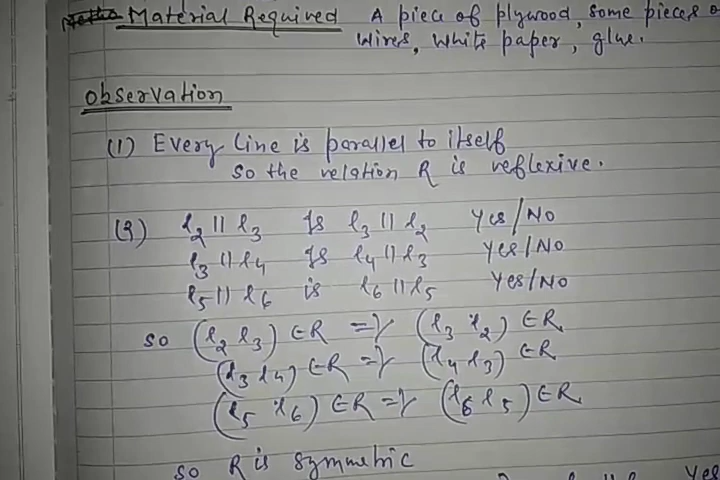 Material Required A piece of plywood, some pieces o
wires, white paper, glue.
Observation
(1) Every line is parallel to itself
so the relation R is reflexive.
(2) l2 || l3 Is l3 || l2 Yes/No
l3 || l4 Is l4 || l3 Yes/No
l5 || l6 is l6 || l5 Yes/No
so (l2 l3) ∈ R => (l3 l2) ∈ R
(l3 l4) ∈ R => (l4 l3) ∈ R
(l5 l6) ∈ R => (l6 l5) ∈ R
so R is symmetric
Yes